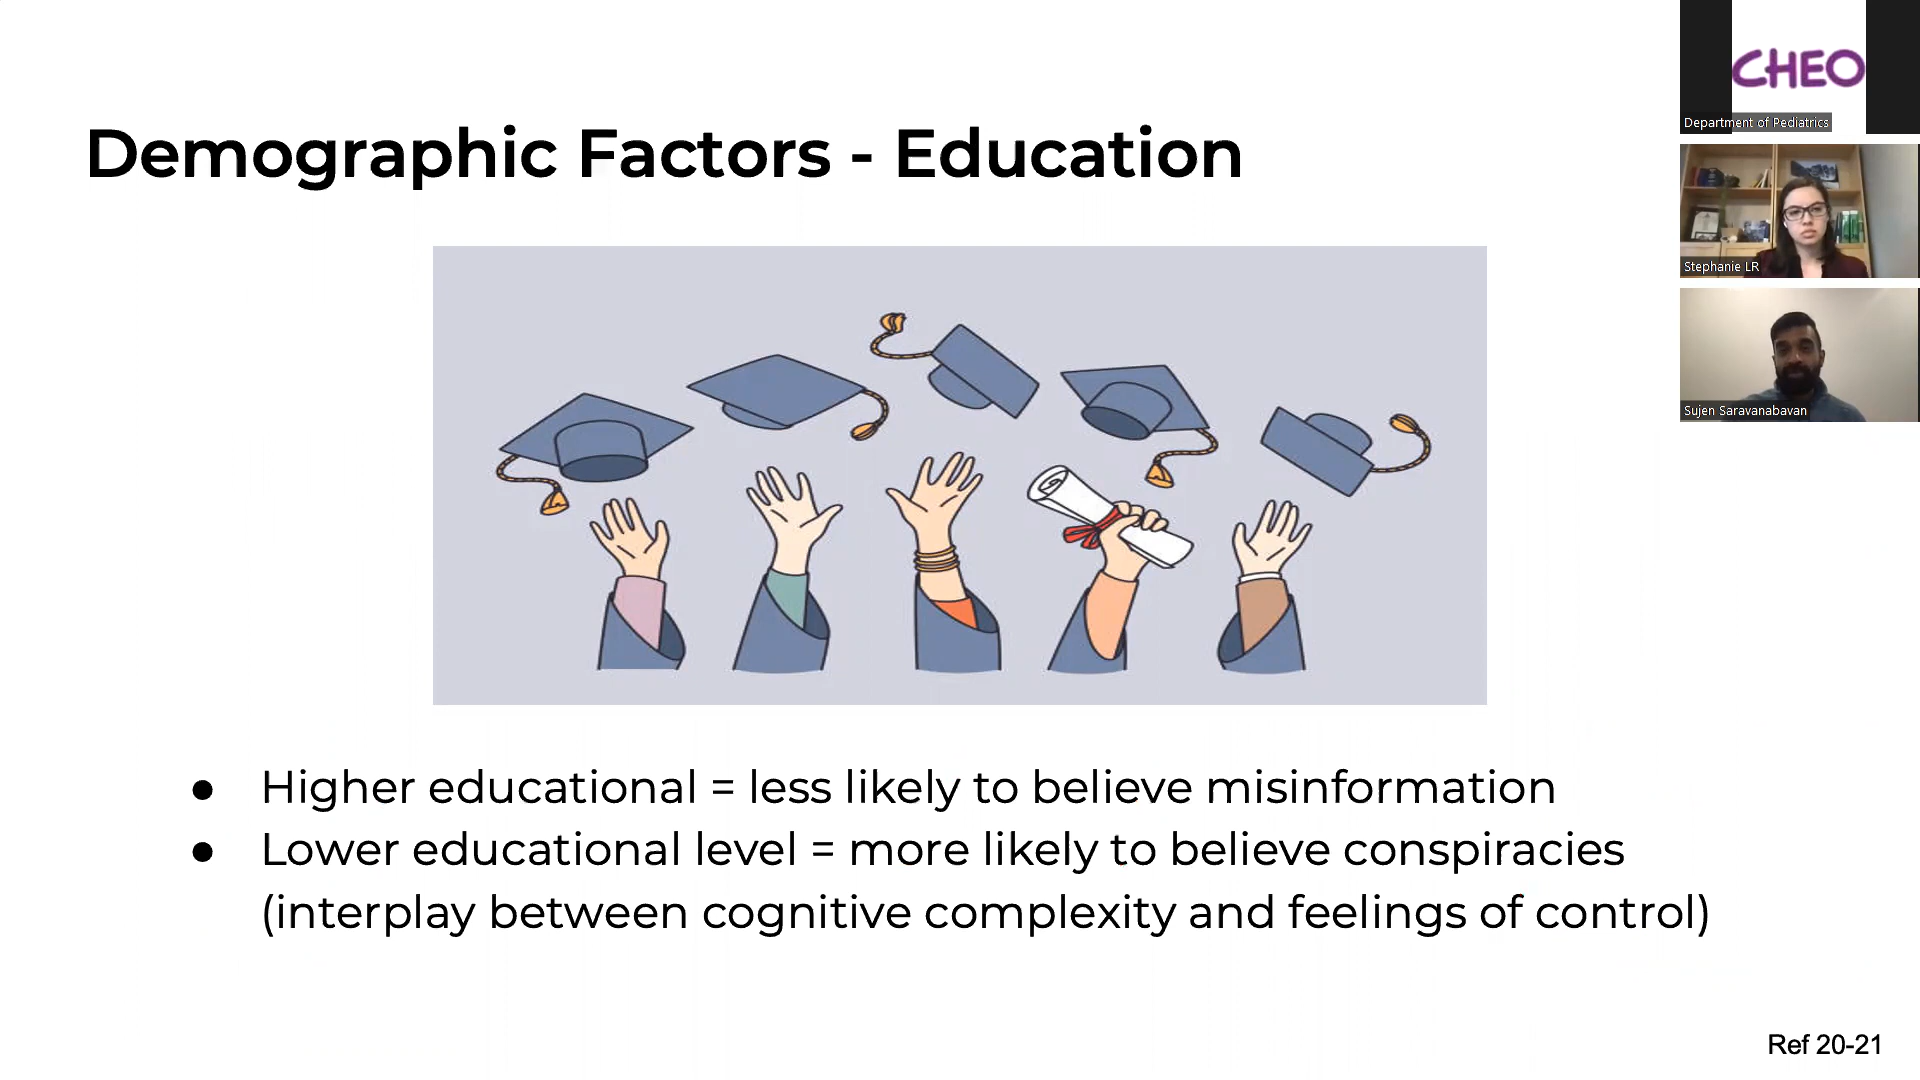 Demographic Factors - Education
● Higher educational = less likely to believe misinformation
● Lower educational level = more likely to believe conspiracies
(interplay between cognitive complexity and feelings of control)
Ref 20-21
CHEO
Department of Pediatrics
Stephanie LR
Sujen Saravanabavan